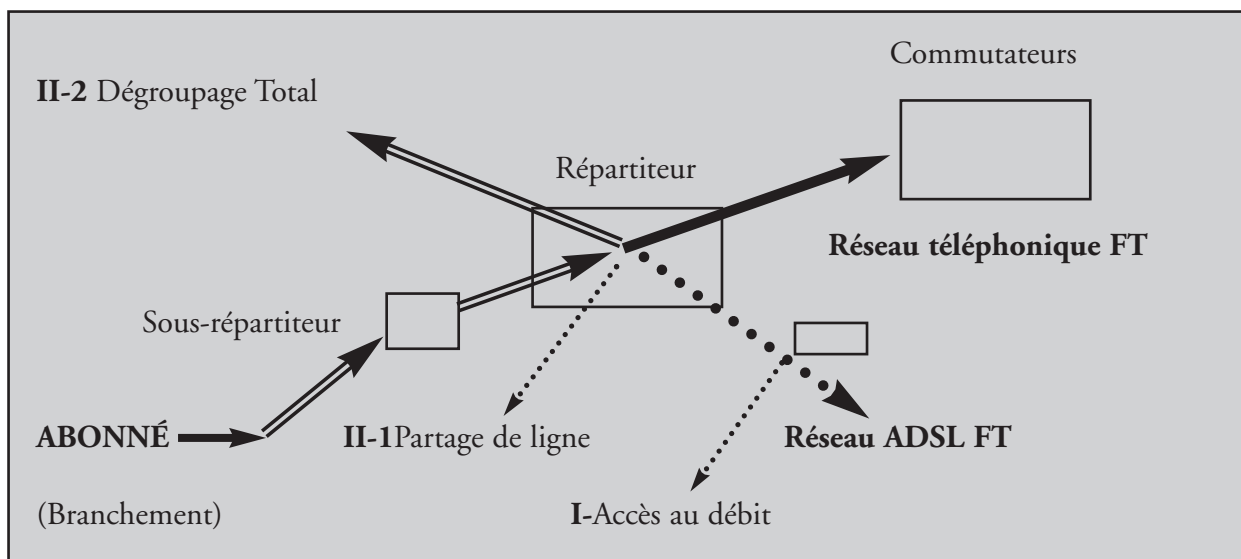 Commutateurs
II-2 Dégroupage Total
Répartiteur
Réseau téléphonique FT
Sous-répartiteur
ABONNÉ
II-1Partage de ligne
Réseau ADSL FT
(Branchement)
I-Accès au débit